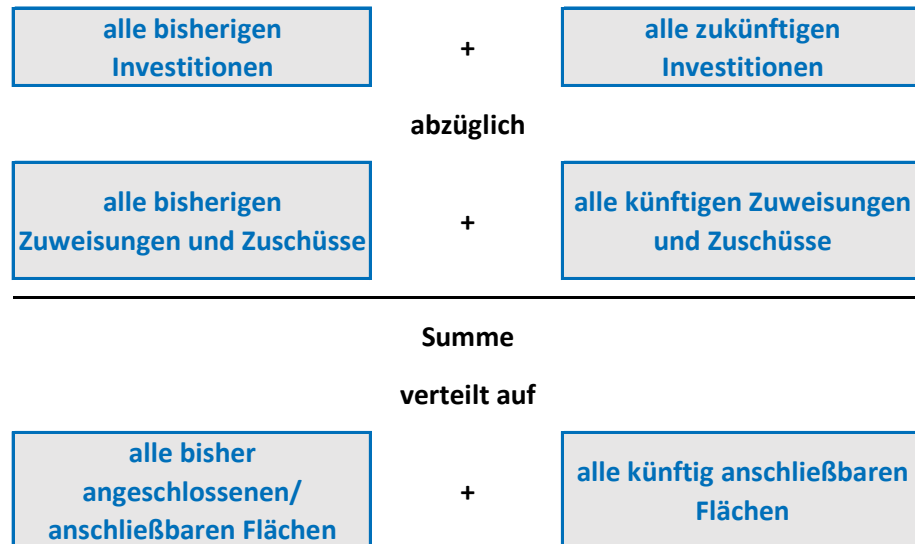 alle bisherigen
Investitionen
+
alle zukünftigen
Investitionen
abzüglich
alle bisherigen
Zuweisungen und Zuschüsse
+
alle künftigen Zuweisungen
und Zuschüsse
Summe
verteilt auf
alle bisher
angeschlossenen/
anschließbaren Flächen
+
alle künftig anschließbaren
Flächen